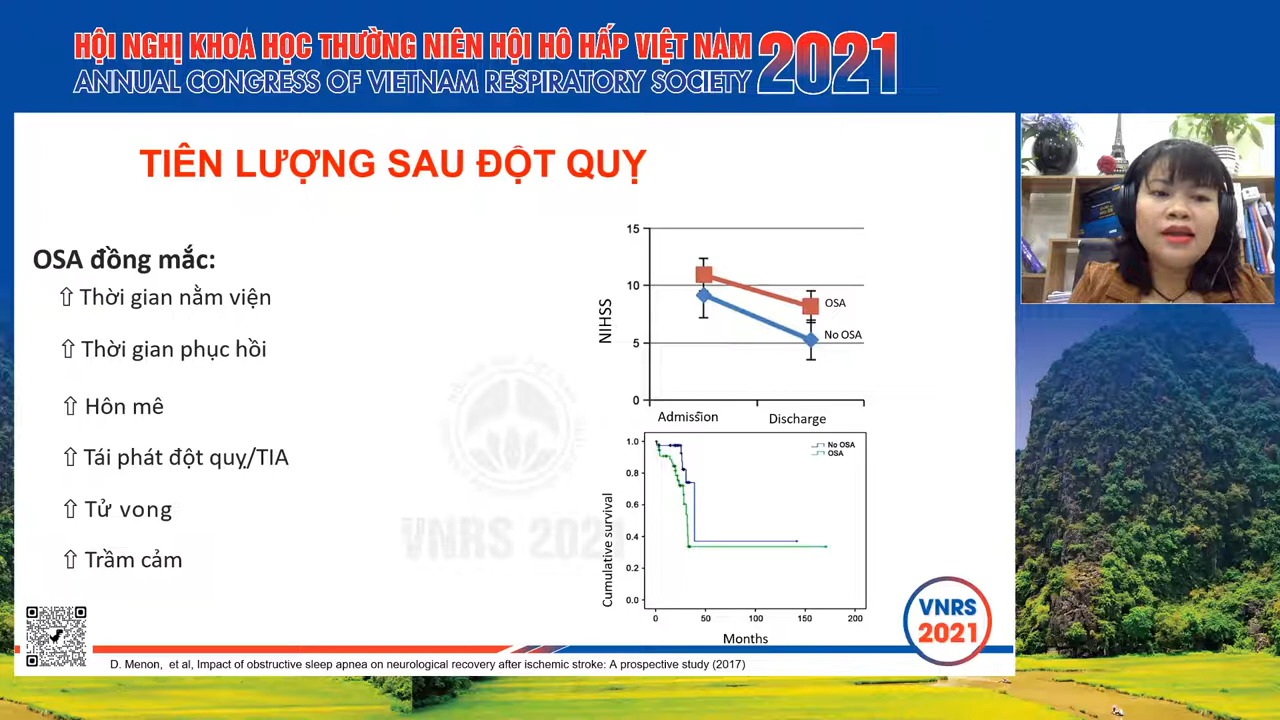 HỘI NGHỊ KHOA HỌC THƯỜNG NIÊN HỘI HÔ HẤP VIỆT NAM 2021
ANNUAL CONGRESS OF VIETNAM RESPIRATORY SOCIETY
TIÊN LƯỢNG SAU ĐỘT QUỴ
OSA đồng mắc:
⇧ Thời gian nằm viện
⇧ Thời gian phục hồi
⇧ Hôn mê
⇧ Tái phát đột quỵ/TIA
⇧ Tử vong
⇧ Trầm cảm
15
10
5
0
NIHSS
OSA
No OSA
Admission
Discharge
No OSA
OSA
1.0
0.8
0.6
0.4
0.2
0.0
Cumulative survival
0 50 100 150 200
Months
VNRS 2021
VNRS
2021
D. Menon, et al, Impact of obstructive sleep apnea on neurological recovery after ischemic stroke: A prospective study (2017)